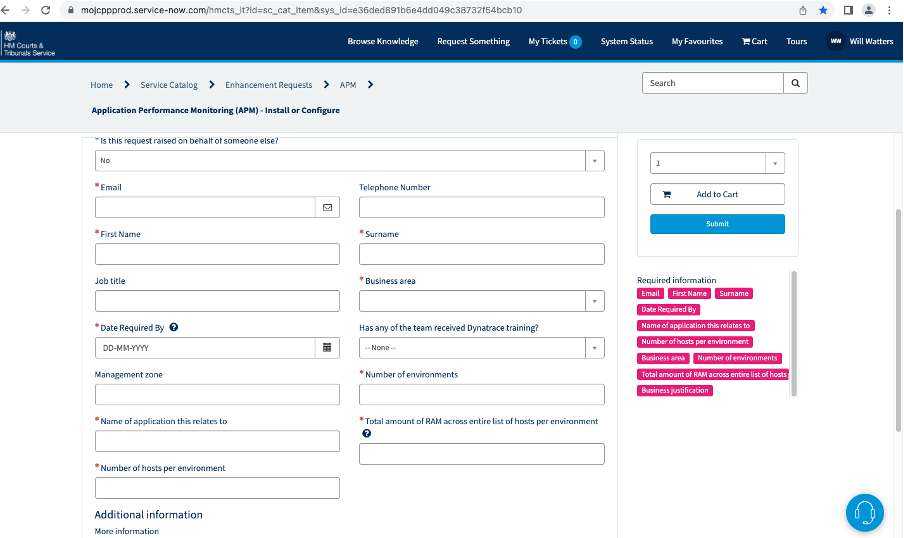 mojcppprod.service-now.com/hmcts_it?id=sc_cat_item&sys_id=e36ded891b6e4dd049c38732f54bcb10
HM Courts &
Tribunals Service
Browse Knowledge
Request Something
My Tickets 0
System Status
My Favourites
Cart
Tours
WW
Will Watters
Home
Service Catalog
Enhancement Requests
APM
Search
Application Performance Monitoring (APM) - Install or Configure
* Is this request raised on behalf of someone else?
No
* Email
Telephone Number
* First Name
* Surname
Job title
* Business area
* Date Required By ?
Has any of the team received Dynatrace training?
DD-MM-YYYY
-- None --
Management zone
* Number of environments
* Name of application this relates to
* Total amount of RAM across entire list of hosts per environment
?
* Number of hosts per environment
Additional information
More information
1
Add to Cart
Submit
Required information
Email First Name Surname
Date Required By
Name of application this relates to
Number of hosts per environment
Business area Number of environments
Total amount of RAM across entire list of hosts
Business justification